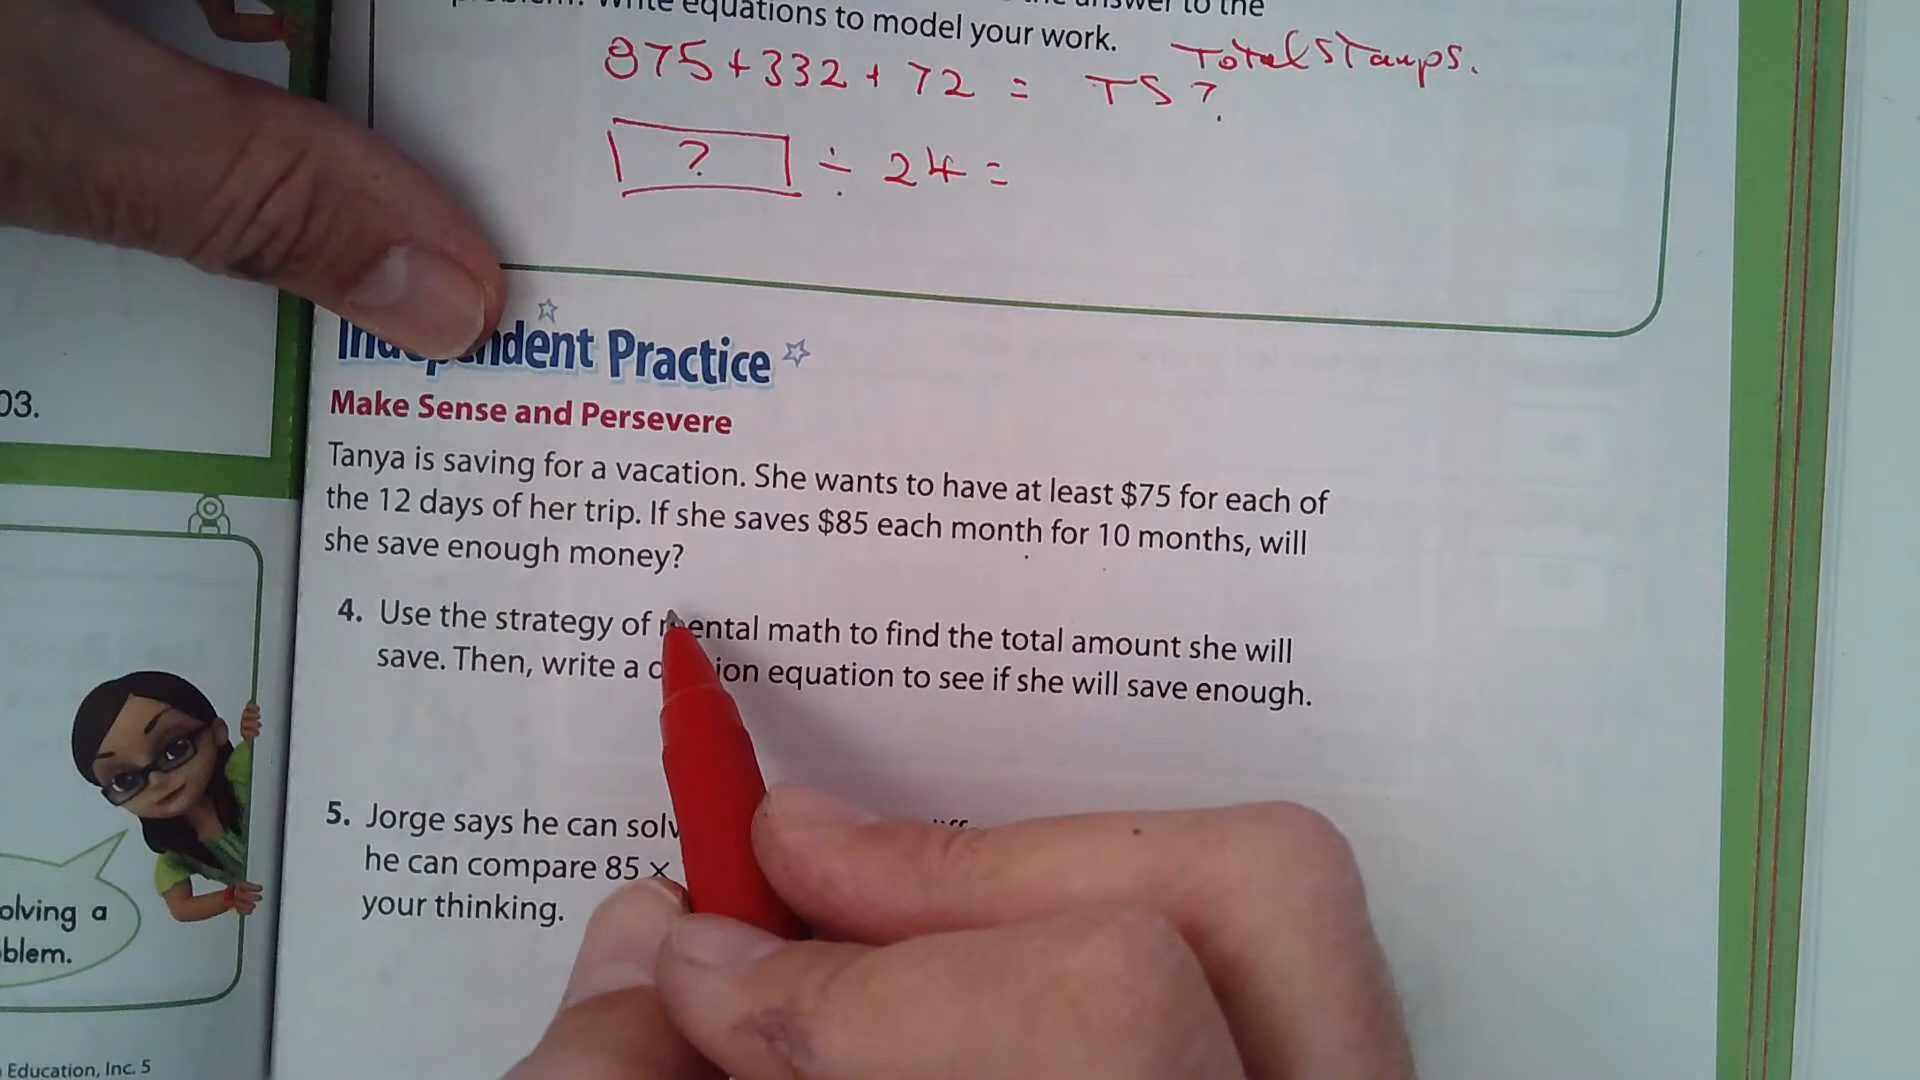 answer to the
Write equations to model your work.
Total Stamps.
875 + 332 + 72 = TS ?
? ÷ 24 =
Practice
Make Sense and Persevere
Tanya is saving for a vacation. She wants to have at least $75 for each of
the 12 days of her trip. If she saves $85 each month for 10 months, will
she save enough money?
4. Use the strategy of mental math to find the total amount she will
save. Then, write a equation to see if she will save enough.
5. Jorge says he can
he can compare 85 ×
your thinking.
03.
olving a
blem.
Education, Inc. 5